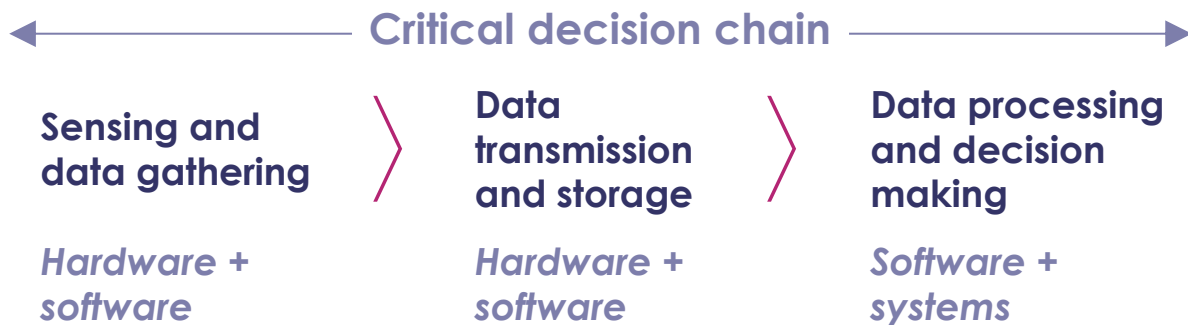 Critical decision chain
Sensing and
data gathering
Hardware +
software
Data
transmission
and storage
Hardware +
software
Data processing
and decision
making
Software +
systems